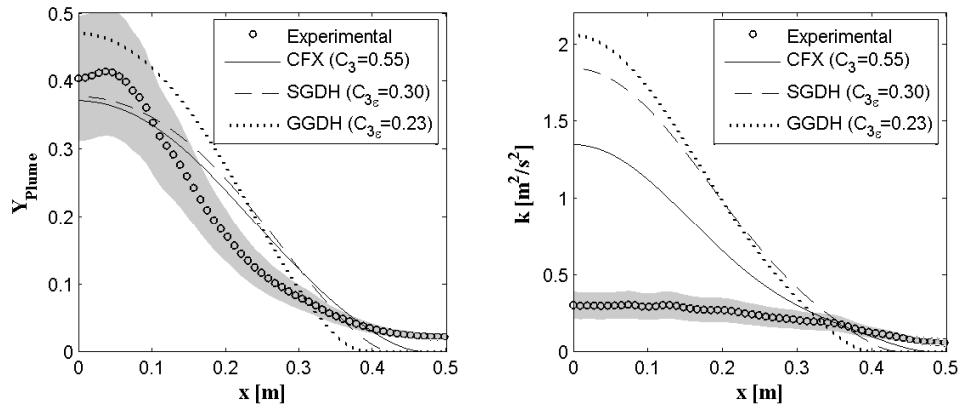 0.5
0.4
0.3
0.2
0.1
0
Y_Plume
0 0.1 0.2 0.3 0.4 0.5
x [m]
Experimental
CFX (C₃=0.55)
SGDH (C₃ε=0.30)
GGDH (C₃ε=0.23)
2
1.5
1
0.5
0
k [m²/s²]
0 0.1 0.2 0.3 0.4 0.5
x [m]
Experimental
CFX (C₃=0.55)
SGDH (C₃ε=0.30)
GGDH (C₃ε=0.23)